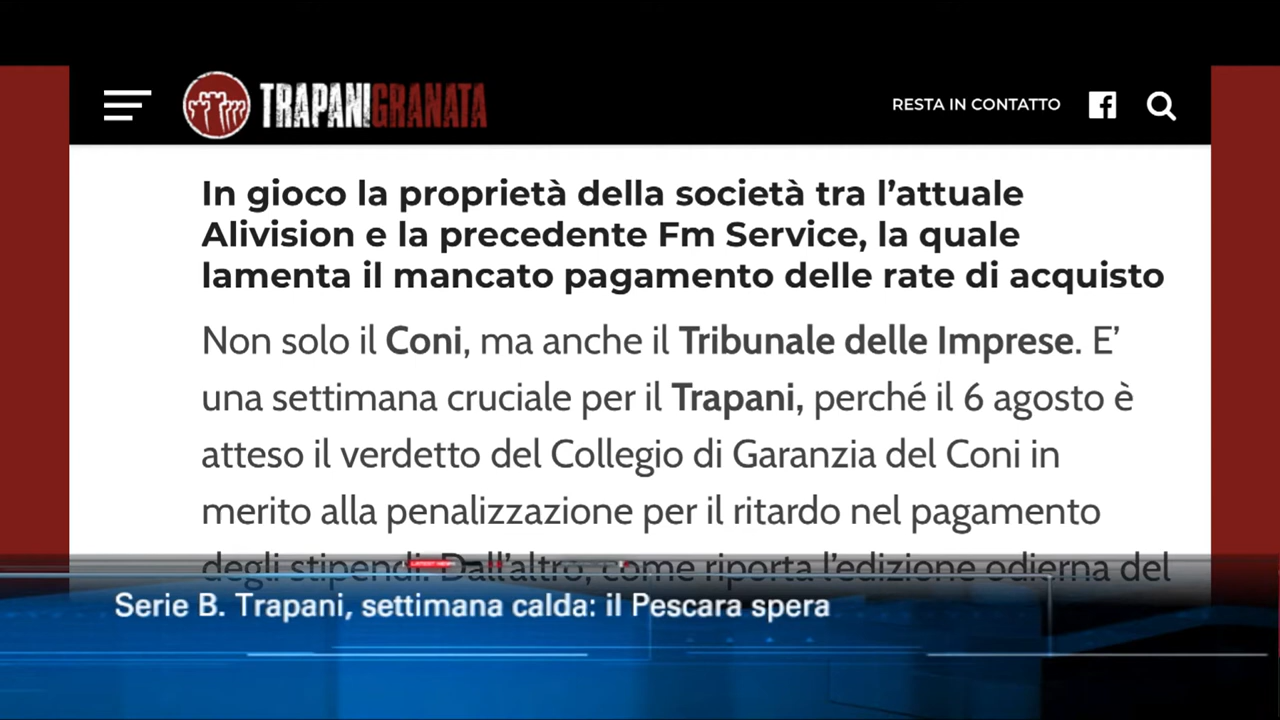 TRAPANIGRANATA
RESTA IN CONTATTO
In gioco la proprietà della società tra l’attuale
Alivision e la precedente Fm Service, la quale
lamenta il mancato pagamento delle rate di acquisto
Non solo il Coni, ma anche il Tribunale delle Imprese. E’
una settimana cruciale per il Trapani, perché il 6 agosto è
atteso il verdetto del Collegio di Garanzia del Coni in
merito alla penalizzazione per il ritardo nel pagamento
degli stipendi. Dall’altro, come riporta l’edizione odierna del
LATEST NEWS
Serie B. Trapani, settimana calda: il Pescara spera